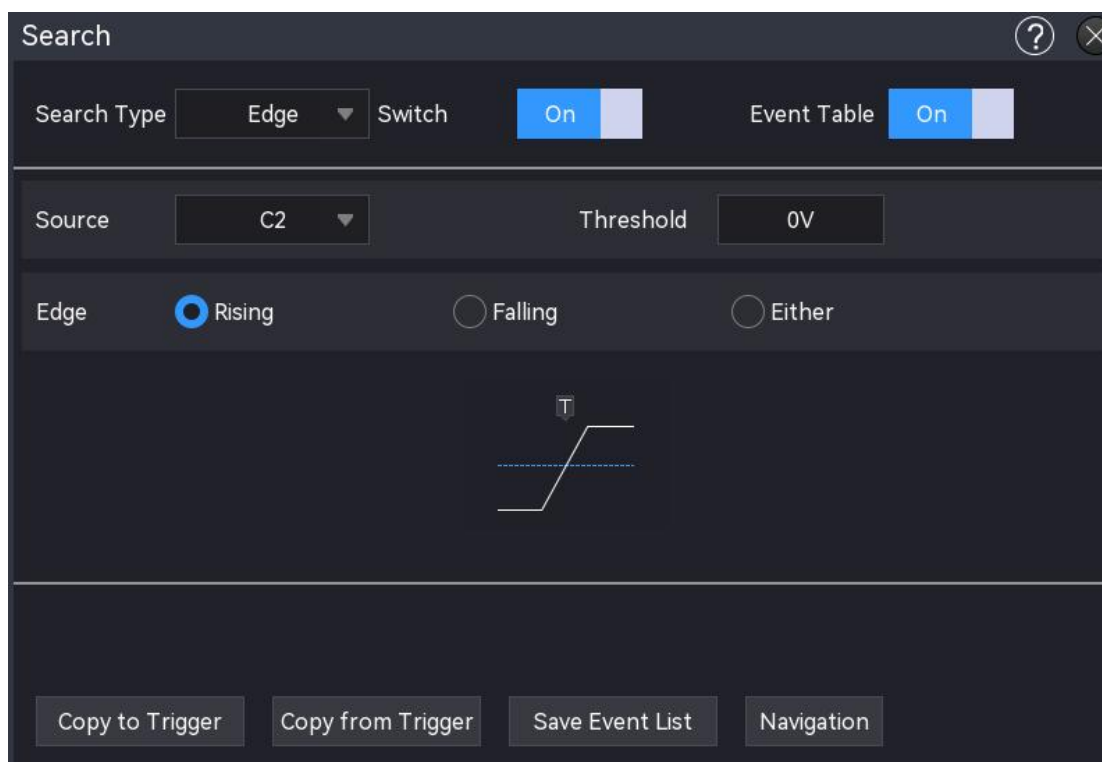 Search ?
Search Type Edge Switch On Event Table On
Source C2 Threshold 0V
Edge Rising Falling Either
T
Copy to Trigger Copy from Trigger Save Event List Navigation